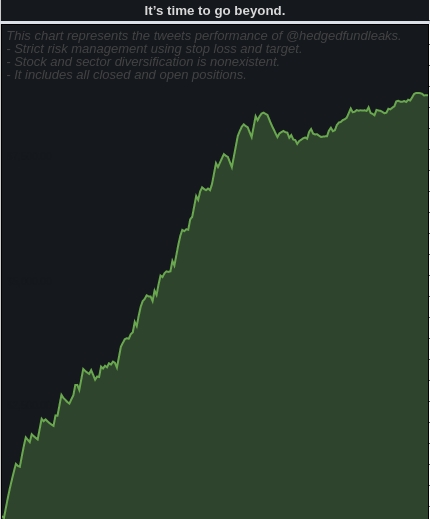 It's time to go beyond.
This chart represents the tweets performance of @hedgedfundleaks.
- Strict risk management using stop loss and target.
- Stock and sector diversification is nonexistent.
- It includes all closed and open positions.